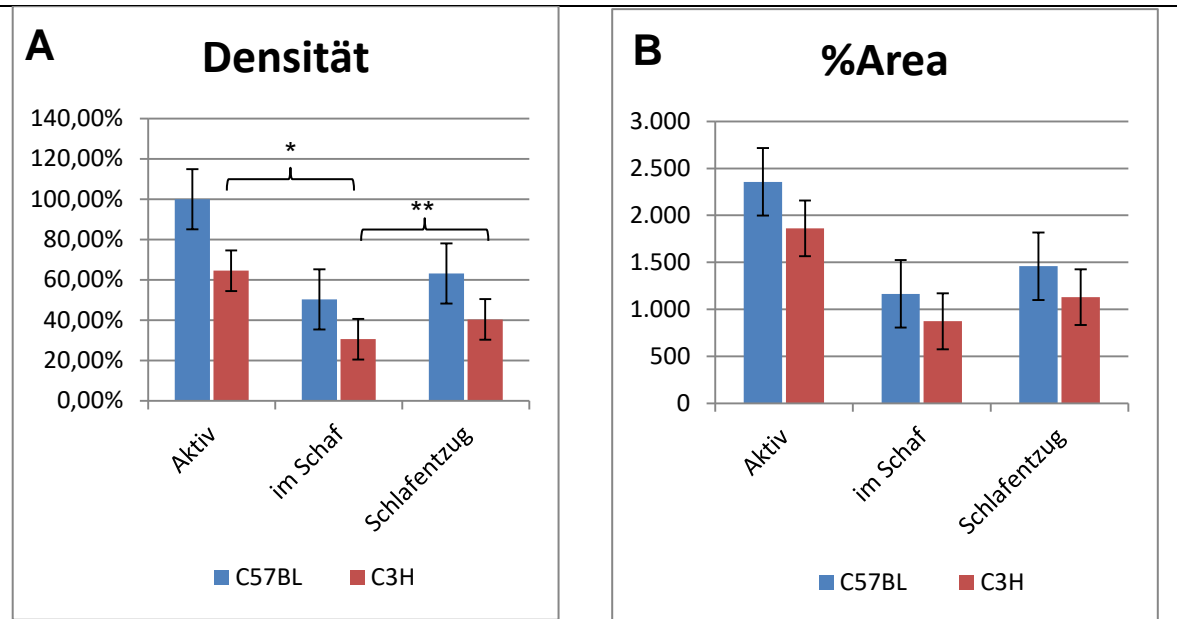 A
Densität
140,00%
120,00%
100,00%
80,00%
60,00%
40,00%
20,00%
0,00%
*
**
Aktiv
im Schaf
Schlafentzug
C57BL
C3H
B
%Area
3.000
2.500
2.000
1.500
1.000
500
0
Aktiv
im Schaf
Schlafentzug
C57BL
C3H